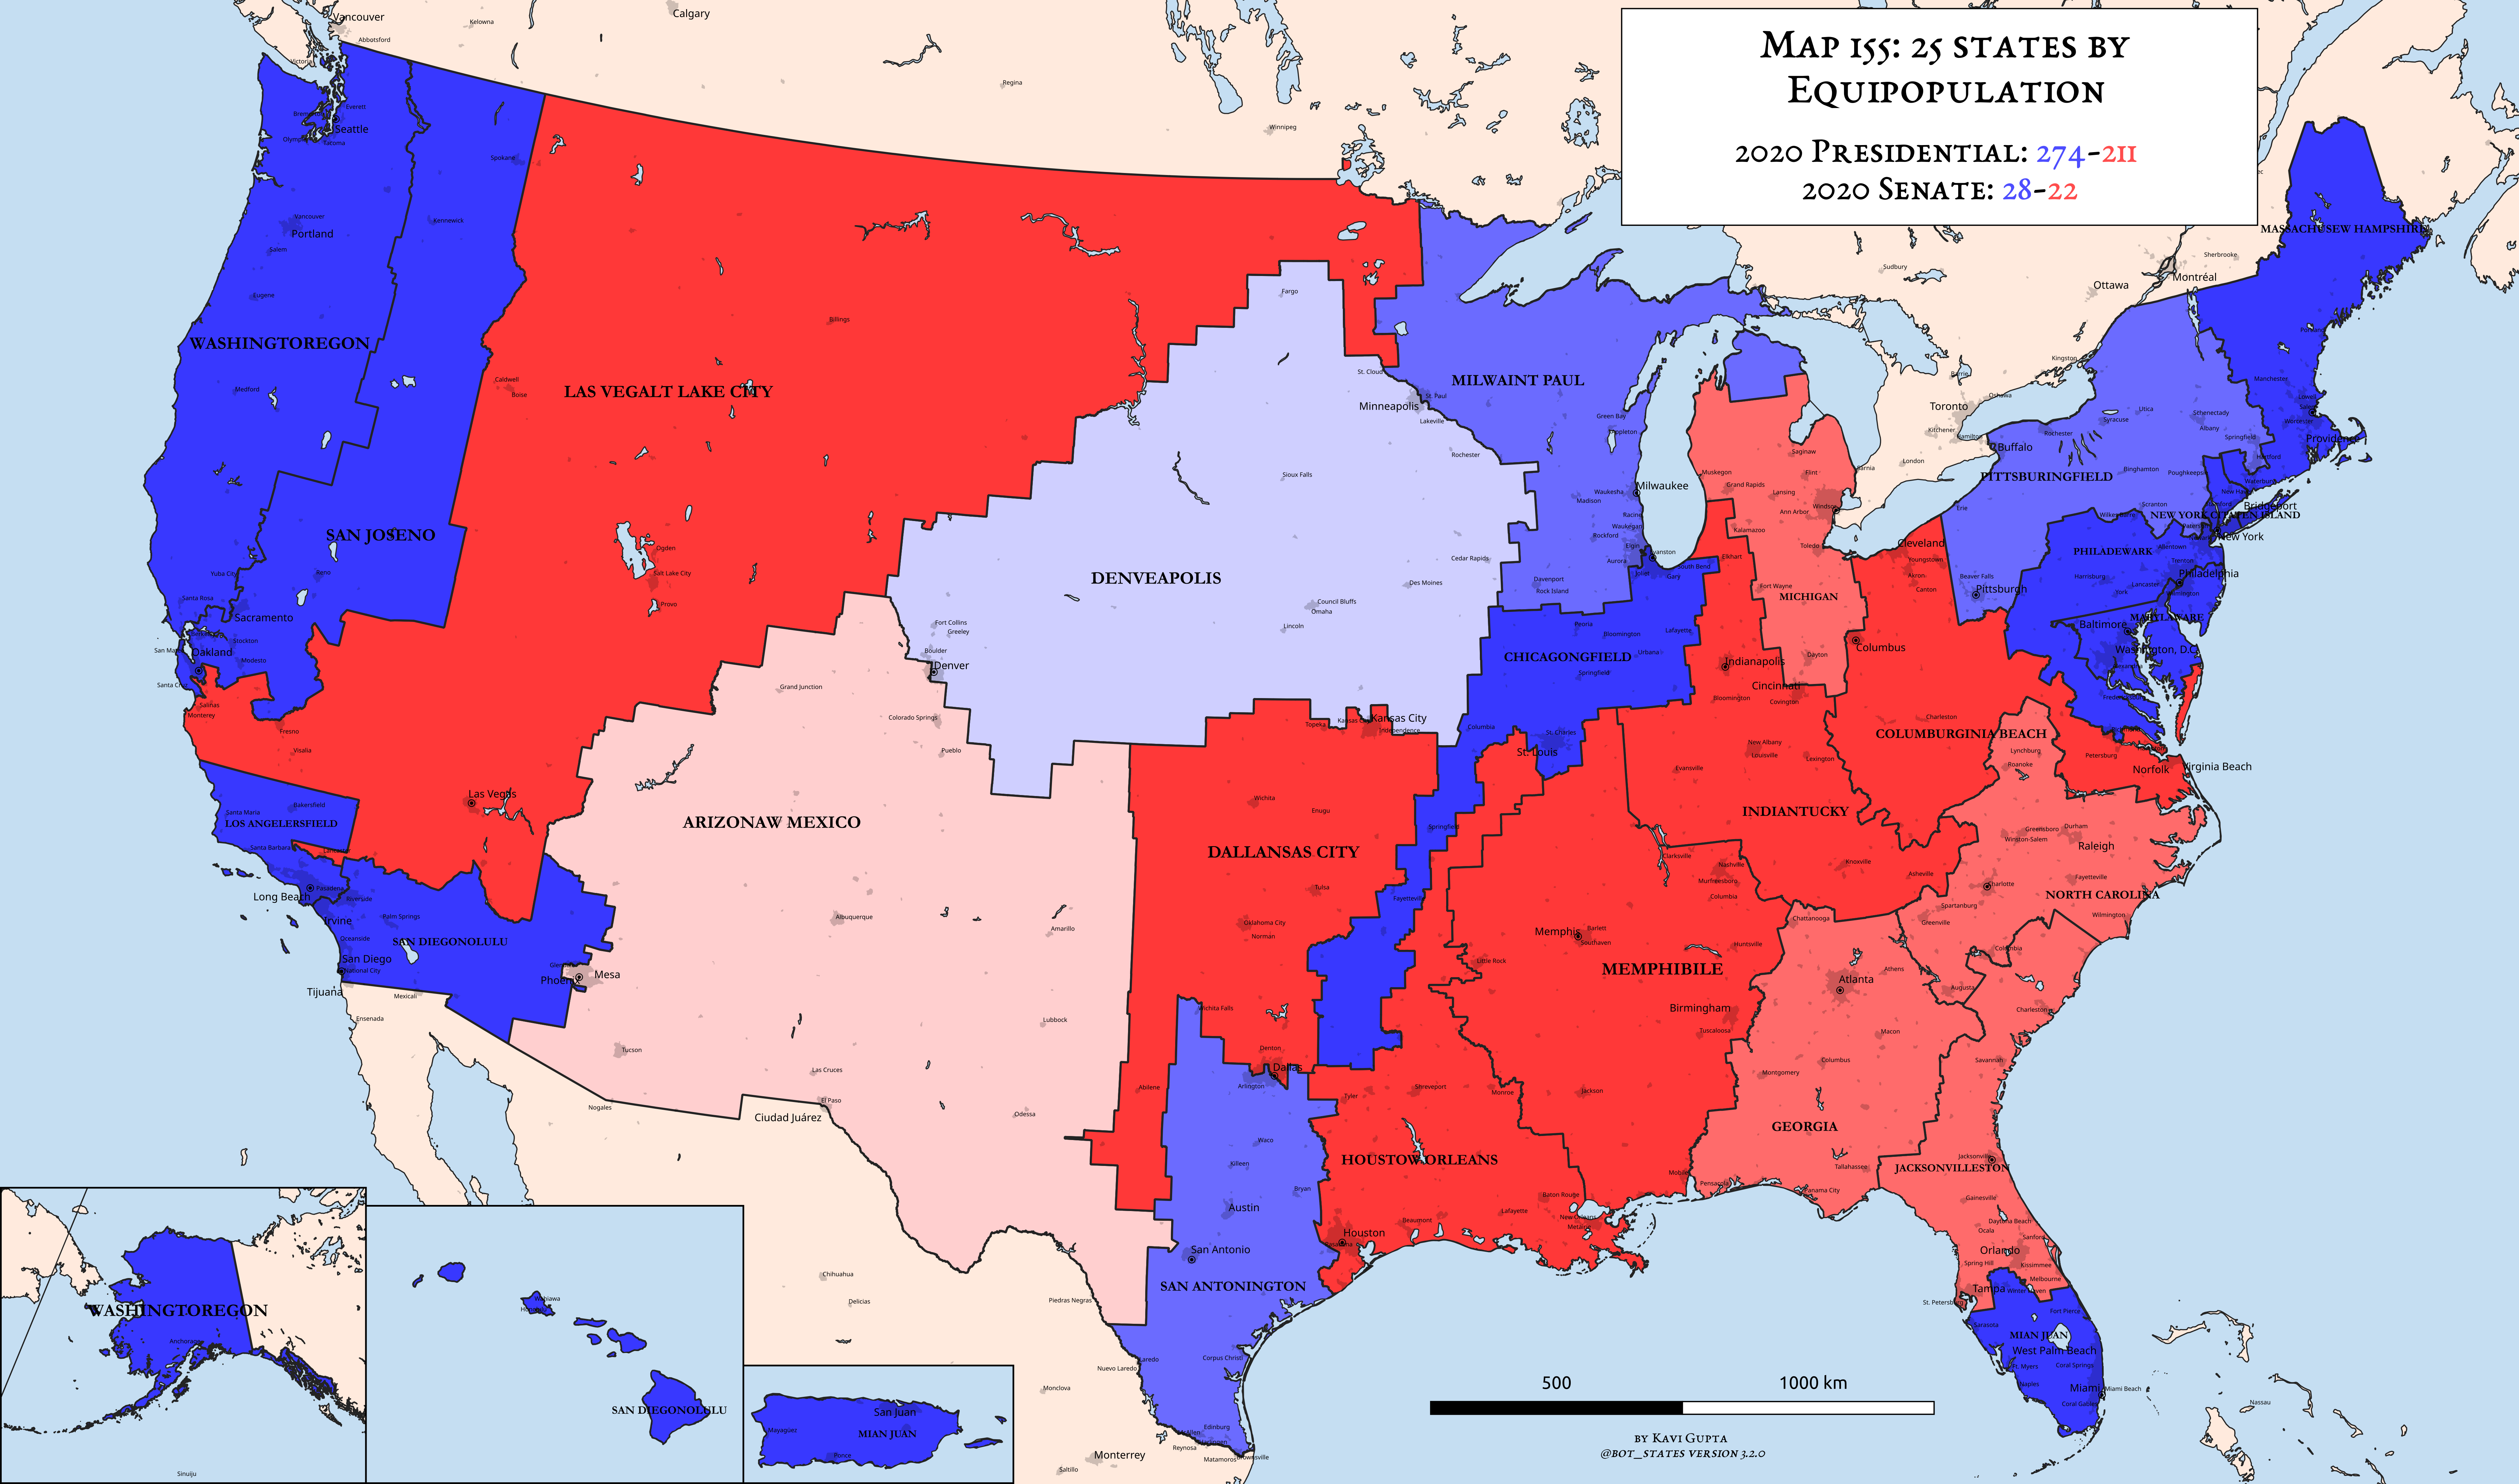 Map 155: 25 states by
Equipopulation
2020 Presidential: 274-211
2020 Senate: 28-22
Vancouver
Kelowna
Calgary
Abbotsford
Victoria
Regina
Winnipeg
Everett
Seattle
Tacoma
Spokane
Vancouver
Portland
Kennewick
Salem
Eugene
WASHINGTOREGON
Medford
Caldwell
Boise
Billings
LAS VEGALT LAKE CITY
SAN JOSENO
Yuba City
Reno
Santa Rosa
Sacramento
Stockton
Oakland
San Mateo
Modesto
Santa Cruz
Salinas
Monterey
Fresno
Visalia
Ogden
Salt Lake City
Provo
Las Vegas
Bakersfield
Santa Maria
LOS ANGELERSFIELD
Santa Barbara
Lancaster
Pasadena
Long Beach
Riverside
Irvine
Palm Springs
Oceanside
SAN DIEGONOLULU
San Diego
National City
Tijuana
Mexicali
Ensenada
Glendale
Phoenix
Mesa
Tucson
Nogales
Fargo
St. Cloud
Minneapolis
St. Paul
Lakeville
Rochester
Sioux Falls
DENVEAPOLIS
Cedar Rapids
Des Moines
Council Bluffs
Omaha
Lincoln
Fort Collins
Greeley
Boulder
Denver
Grand Junction
Colorado Springs
Pueblo
ARIZONAW MEXICO
Albuquerque
Amarillo
Lubbock
Las Cruces
El Paso
Ciudad Juárez
Odessa
Chihuahua
Delicias
Piedras Negras
Topeka
Kansas City
Independence
Wichita
Enugu
DALLANSAS CITY
Tulsa
Oklahoma City
Norman
Wichita Falls
Denton
Dallas
Arlington
Abilene
Waco
Killeen
Bryan
Austin
San Antonio
SAN ANTONINGTON
Corpus Christi
Laredo
Nuevo Laredo
Monclova
Edinburg
McAllen
Harlingen
Reynosa
Matamoros
Brownsville
Monterrey
Saltillo
MILWAINT PAUL
Green Bay
Appleton
Milwaukee
Waukesha
Madison
Racine
Waukegan
Rockford
Elgin
Evanston
Aurora
Joliet
Gary
South Bend
Davenport
Rock Island
Peoria
Bloomington
Lafayette
CHICAGONGFIELD
Urbana
Springfield
Columbia
St. Charles
St. Louis
Springfield
Fayetteville
Muskegon
Saginaw
Grand Rapids
Flint
Lansing
Sarnia
Ann Arbor
Windsor
Kalamazoo
Toledo
Elkhart
Fort Wayne
MICHIGAN
Dayton
Indianapolis
Cincinnati
Bloomington
Covington
New Albany
Louisville
Lexington
Evansville
INDIANTUCKY
Clarksville
Nashville
Murfreesboro
Columbia
Knoxville
Asheville
Cleveland
Youngstown
Akron
Canton
Columbus
Charleston
COLUMBURGINIA BEACH
Lynchburg
Roanoke
Petersburg
Norfolk
Virginia Beach
Greensboro
Durham
Winston-Salem
Raleigh
Fayetteville
Charlotte
NORTH CAROLINA
Spartanburg
Greenville
Wilmington
Memphis
Bartlett
Southaven
Little Rock
Huntsville
MEMPHIBILE
Birmingham
Tuscaloosa
Jackson
Mobile
Tyler
Shreveport
Monroe
HOUSTOW ORLEANS
Houston
Pasadena
Beaumont
Lafayette
Baton Rouge
New Orleans
Metairie
Chattanooga
Atlanta
Athens
Augusta
Macon
Columbus
Montgomery
GEORGIA
Tallahassee
Pensacola
Panama City
Columbia
Charleston
Savannah
Jacksonville
JACKSONVILLESTON
Gainesville
Daytona Beach
Ocala
Sanford
Orlando
Kissimmee
Spring Hill
Melbourne
Tampa
Winter Haven
St. Petersburg
Fort Pierce
Sarasota
MIAN JUAN
West Palm Beach
Ft. Myers
Coral Springs
Naples
Miami
Miami Beach
Coral Gables
Nassau
Sudbury
Ottawa
Montréal
Sherbrooke
MASSACHUSEW HAMPSHIRE
Portland
Manchester
Lowell
Worcester
Providence
Kingston
Barrie
Toronto
Oshawa
Kitchener
Hamilton
London
Buffalo
Rochester
Syracuse
Utica
Schenectady
Albany
Springfield
Hartford
PITTSBURINGFIELD
Binghamton
Poughkeepsie
Waterbury
New Haven
Bridgeport
Scranton
Erie
NEW YORK CITATEN ISLAND
New York
PHILADEWARK
Allentown
Trenton
Philadelphia
Harrisburg
Lancaster
York
Wilmington
Beaver Falls
Pittsburgh
MARYLAWARE
Baltimore
Washington, D.C.
Alexandria
Fredericksburg
WASHINGTOREGON
Anchorage
Sinuiju
Wahiawa
SAN DIEGONOLULU
San Juan
Mayagüez
MIAN JUAN
Ponce
500
1000 km
by Kavi Gupta
@bot_states version 3.2.0